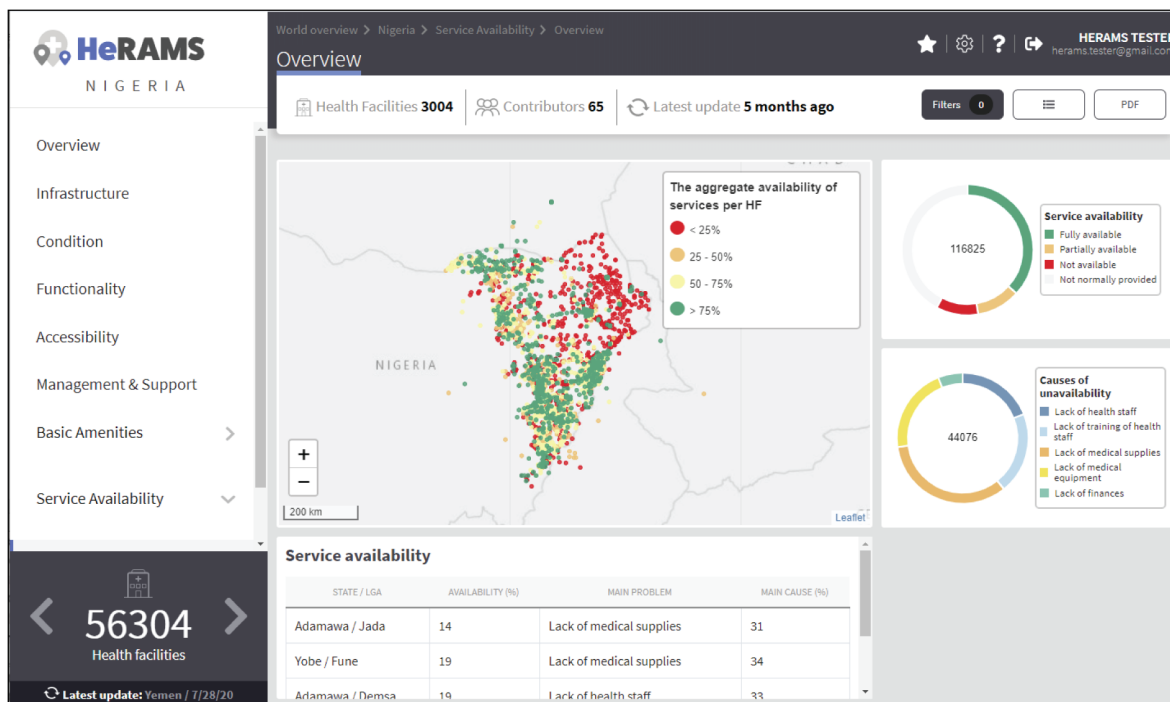 HeRAMS
NIGERIA
Overview
Infrastructure
Condition
Functionality
Accessibility
Management & Support
Basic Amenities
Service Availability
56304
Health facilities
Latest update: Yemen / 7/28/20
World overview > Nigeria > Service Availability > Overview
Overview
HERAMS TESTER
herams.tester@gmail.com
Health Facilities 3004
Contributors 65
Latest update 5 months ago
Filters 0
PDF
The aggregate availability of
services per HF
< 25%
25 - 50%
50 - 75%
> 75%
NIGERIA
+
−
200 km
Leaflet
116825
Service availability
Fully available
Partially available
Not available
Not normally provided
44076
Causes of
unavailability
Lack of health staff
Lack of training of health
staff
Lack of medical supplies
Lack of medical
equipment
Lack of finances
Service availability
STATE / LGA AVAILABILITY (%) MAIN PROBLEM MAIN CAUSE (%)
Adamawa / Jada 14 Lack of medical supplies 31
Yobe / Fune 19 Lack of medical supplies 34
Adamawa / Demsa 19 Lack of health staff 33